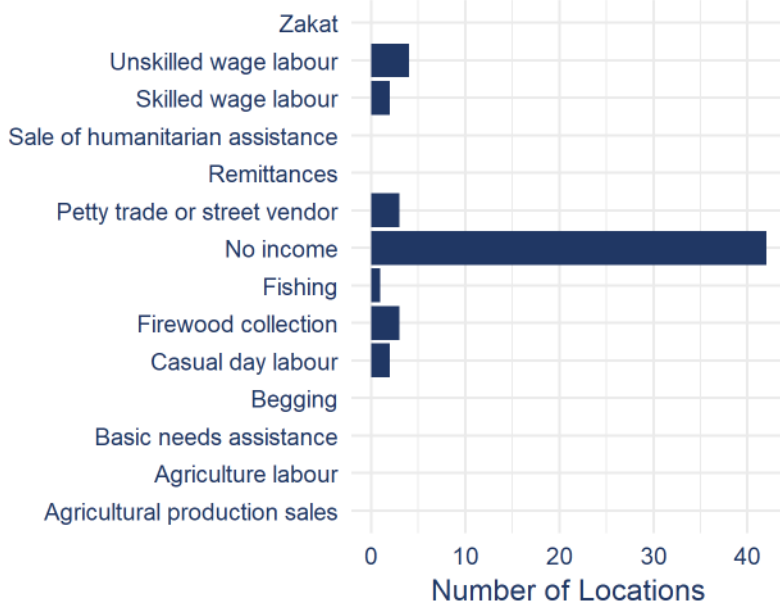 Zakat
Unskilled wage labour
Skilled wage labour
Sale of humanitarian assistance
Remittances
Petty trade or street vendor
No income
Fishing
Firewood collection
Casual day labour
Begging
Basic needs assistance
Agriculture labour
Agricultural production sales
0 10 20 30 40
Number of Locations